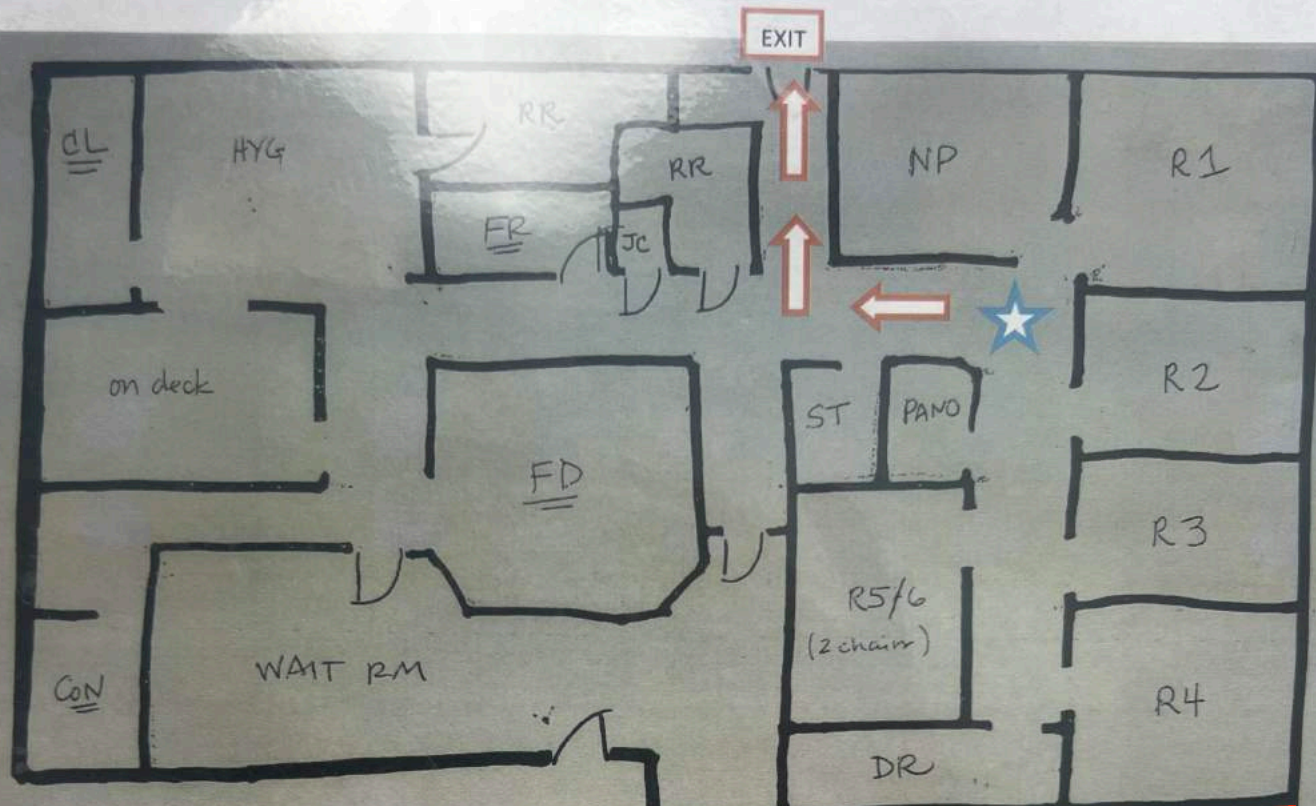 EXIT
CL
HYG
RR
RR
NP
R1
FR
JC
on deck
ST
PANO
R2
FD
R3
R5/6
(2 chairs)
CON
WAIT RM
R4
DR